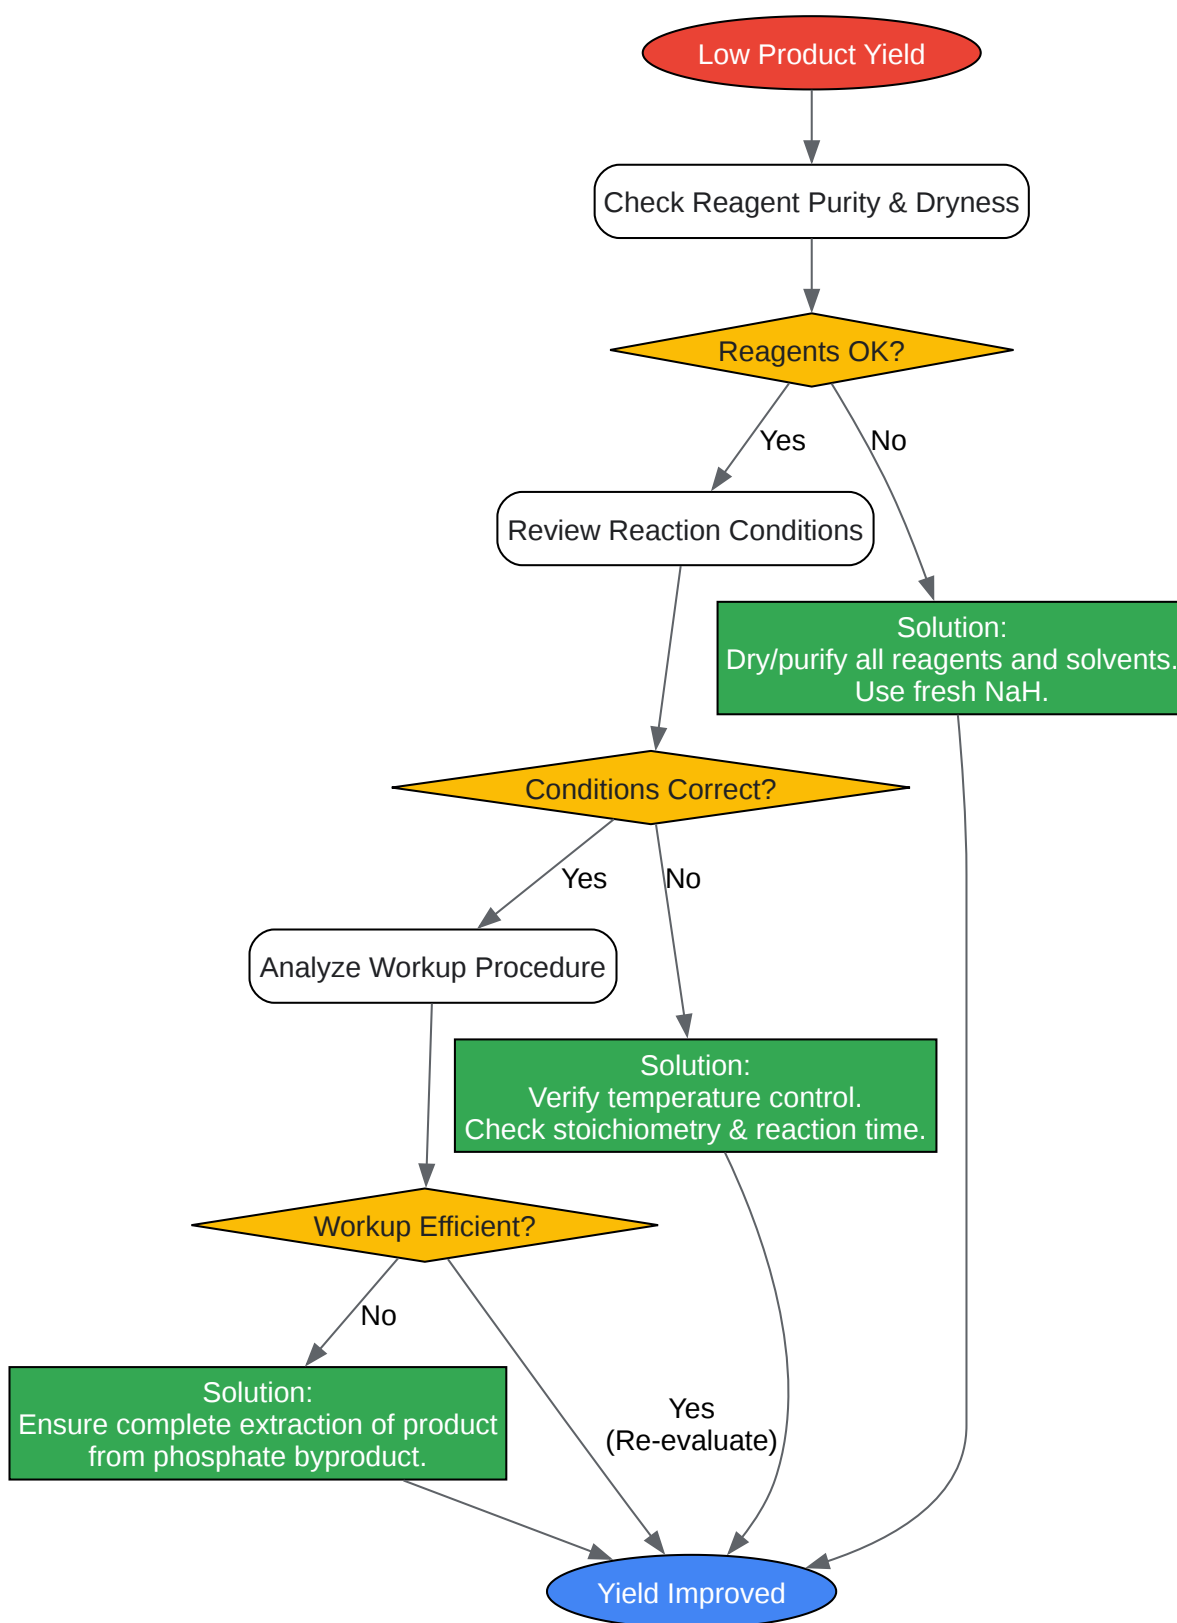 Low Product Yield
Check Reagent Purity & Dryness
Reagents OK?
Yes
No
Review Reaction Conditions
Solution:
Dry/purify all reagents and solvents.
Use fresh NaH.
Conditions Correct?
Yes
No
Analyze Workup Procedure
Solution:
Verify temperature control.
Check stoichiometry & reaction time.
Workup Efficient?
No
Solution:
Ensure complete extraction of product
from phosphate byproduct.
Yes
(Re-evaluate)
Yield Improved